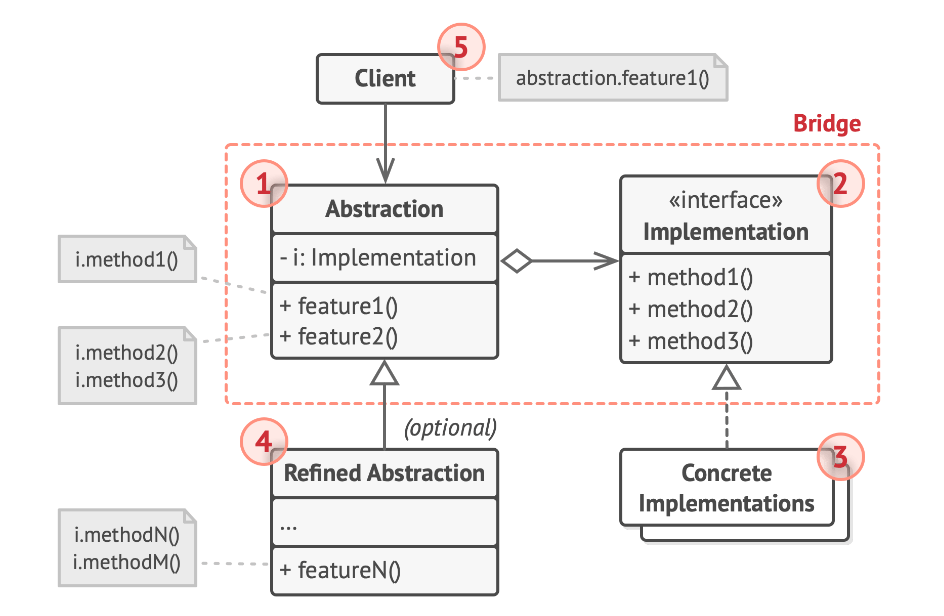 5
Client
abstraction.feature1()
Bridge
1
Abstraction
- i: Implementation
+ feature1()
+ feature2()
2
«interface»
Implementation
+ method1()
+ method2()
+ method3()
i.method1()
i.method2()
i.method3()
(optional)
4
Refined Abstraction
...
+ featureN()
3
Concrete
Implementations
i.methodN()
i.methodM()